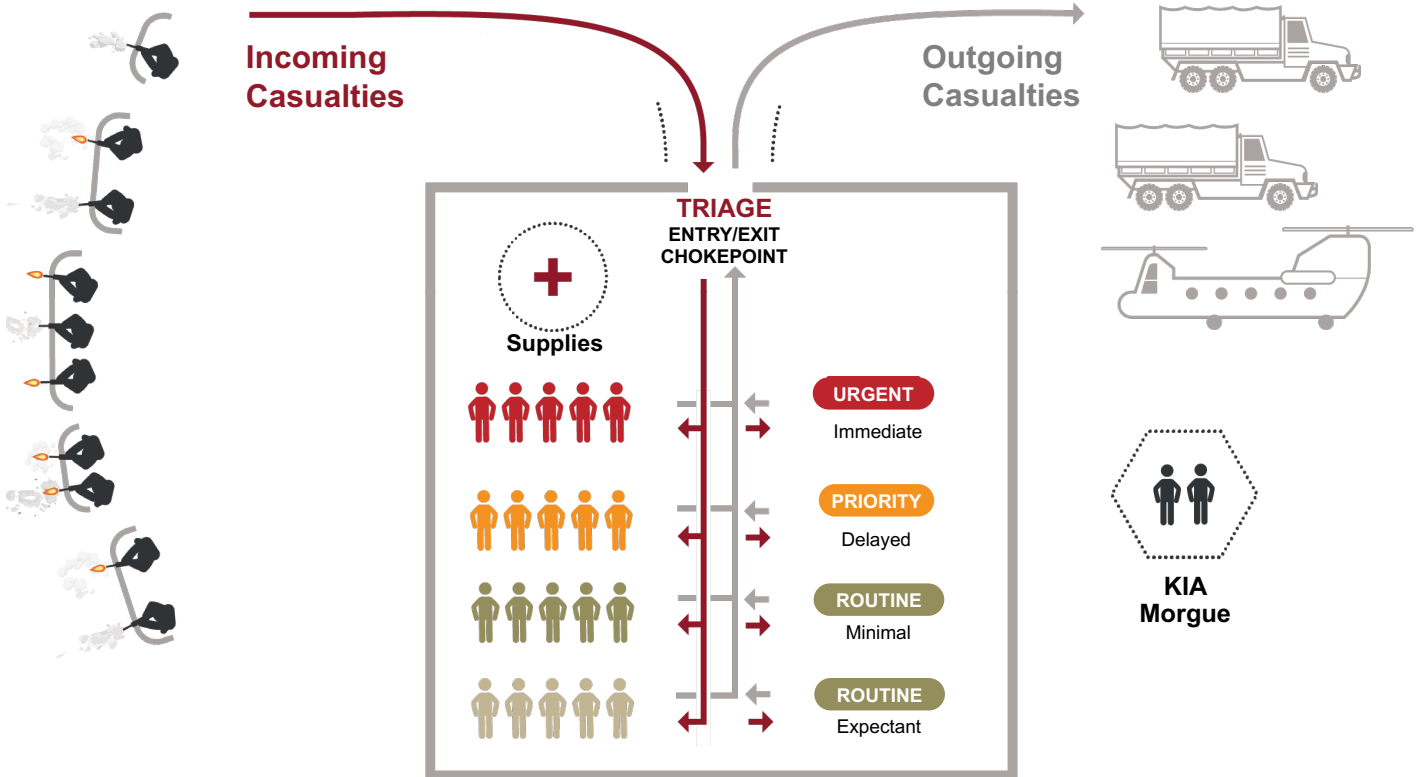 Incoming
Casualties
Outgoing
Casualties
TRIAGE
ENTRY/EXIT
CHOKEPOINT
Supplies
URGENT
Immediate
PRIORITY
Delayed
ROUTINE
Minimal
ROUTINE
Expectant
KIA
Morgue